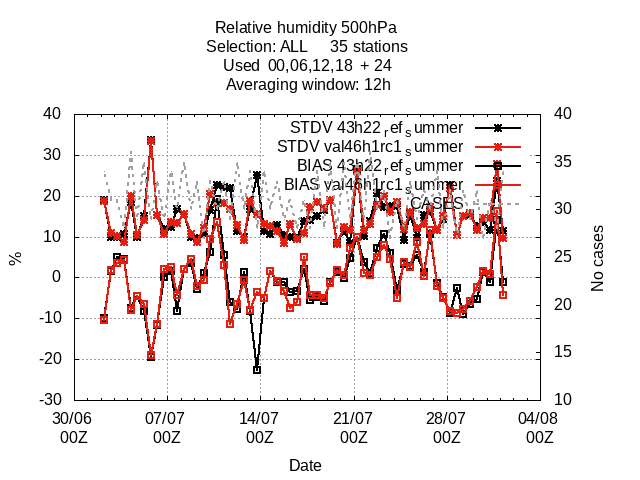 Relative humidity 500hPa
Selection: ALL 35 stations
Used 00,06,12,18 + 24
Averaging window: 12h
STDV 43h22_ref_summer
STDV val46h1rc1_summer
BIAS 43h22_ref_summer
BIAS val46h1rc1_summer
CASES
40
30
20
10
0
-10
-20
-30
%
40
35
30
25
20
15
10
No cases
30/06 07/07 14/07 21/07 28/07 04/08
00Z 00Z 00Z 00Z 00Z 00Z
Date